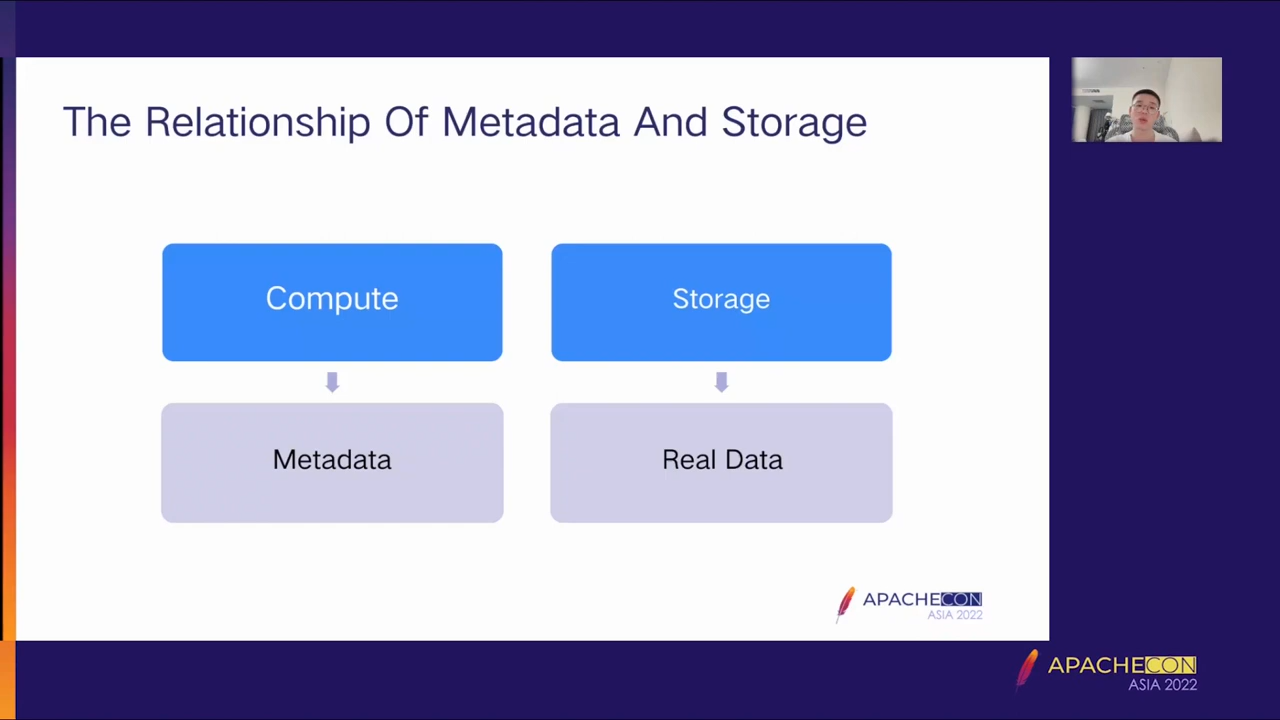 The Relationship Of Metadata And Storage
Compute
Storage
Metadata
Real Data
APACHECON
ASIA 2022
APACHECON
ASIA 2022